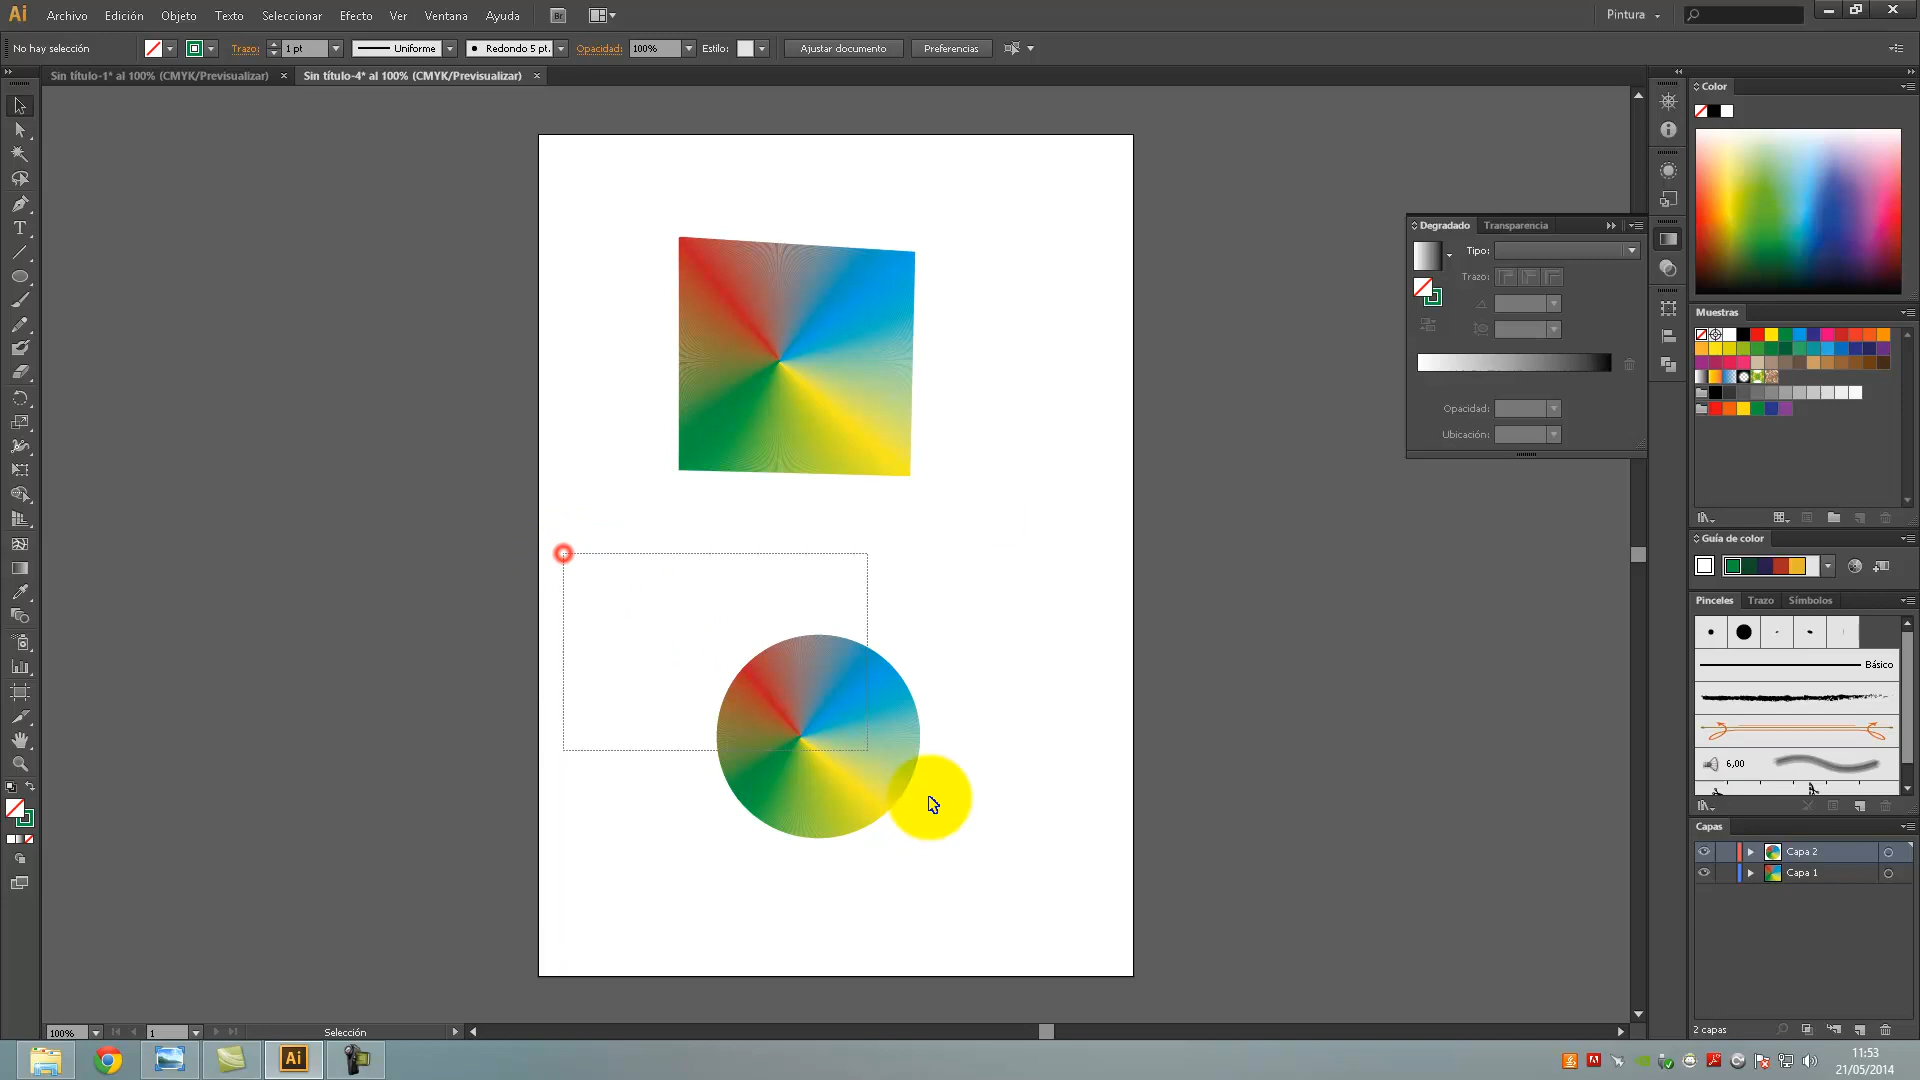 Ai Archivo Edición Objeto Texto Seleccionar Efecto Ver Ventana Ayuda Br Pintura
No hay selección Trazo: 1 pt Uniforme Redondo 5 pt. Opacidad: 100% Estilo: Ajustar documento Preferencias
Sin título-1* al 100% (CMYK/Previsualizar) Sin título-4* al 100% (CMYK/Previsualizar)
Color
Degradado Transparencia
Tipo:
Trazo:
Opacidad:
Ubicación:
Muestras
Guía de color
Pinceles Trazo Símbolos
Básico
6,00
Capas
Capa 2
Capa 1
2 capas
100% 1 Selección
Ai
11:53
21/05/2014